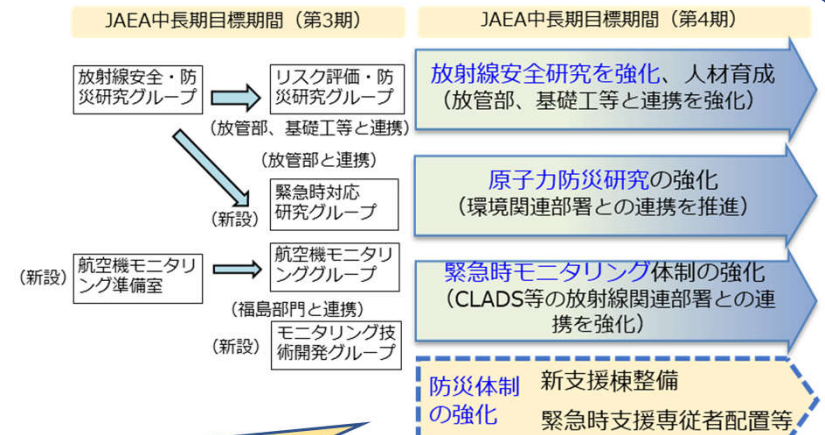 JAEA中長期目標期間（第3期）
JAEA中長期目標期間（第4期）
放射線安全・防
災研究グループ
リスク評価・防
災研究グループ
（放管部、基礎工等と連携）
（放管部と連携）
（新設）
緊急時対応
研究グループ
（新設）
航空機モニタリ
ング準備室
航空機モニタリ
ンググループ
（福島部門と連携）
（新設）
モニタリング技
術開発グループ
放射線安全研究を強化、人材育成
（放管部、基礎工等と連携を強化）
原子力防災研究の強化
（環境関連部署との連携を推進）
緊急時モニタリング体制の強化
（CLADS等の放射線関連部署との連
携を強化）
防災体制
の強化
新支援棟整備
緊急時支援専従者配置等